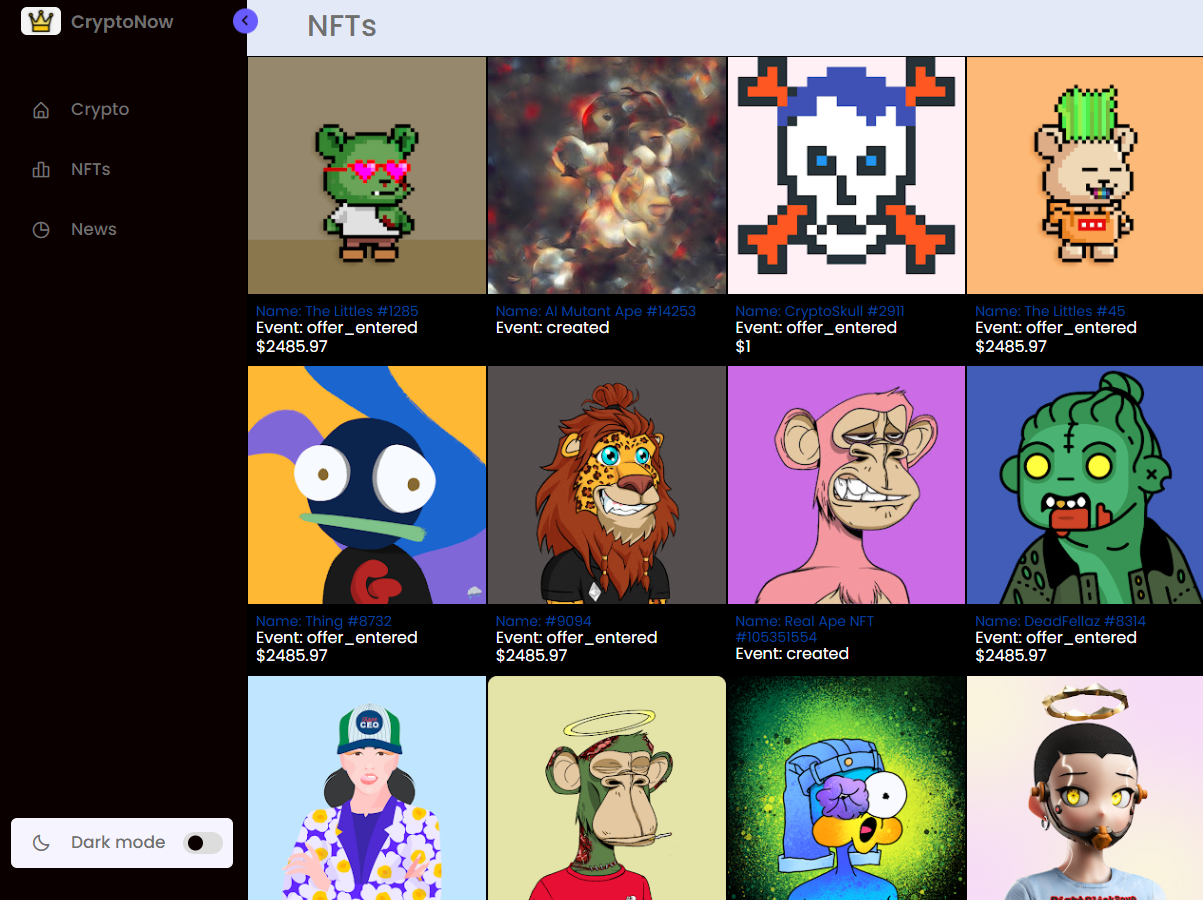 CryptoNow
NFTs
Crypto
NFTs
News
Dark mode
Name: The Littles #1285
Event: offer_entered
$2485.97
Name: AI Mutant Ape #14253
Event: created
Name: CryptoSkull #2911
Event: offer_entered
$1
Name: The Littles #45
Event: offer_entered
$2485.97
Name: Thing #8732
Event: offer_entered
$2485.97
Name: #9094
Event: offer_entered
$2485.97
Name: Real Ape NFT
#105351554
Event: created
Name: DeadFellaz #8314
Event: offer_entered
$2485.97
G
CEO